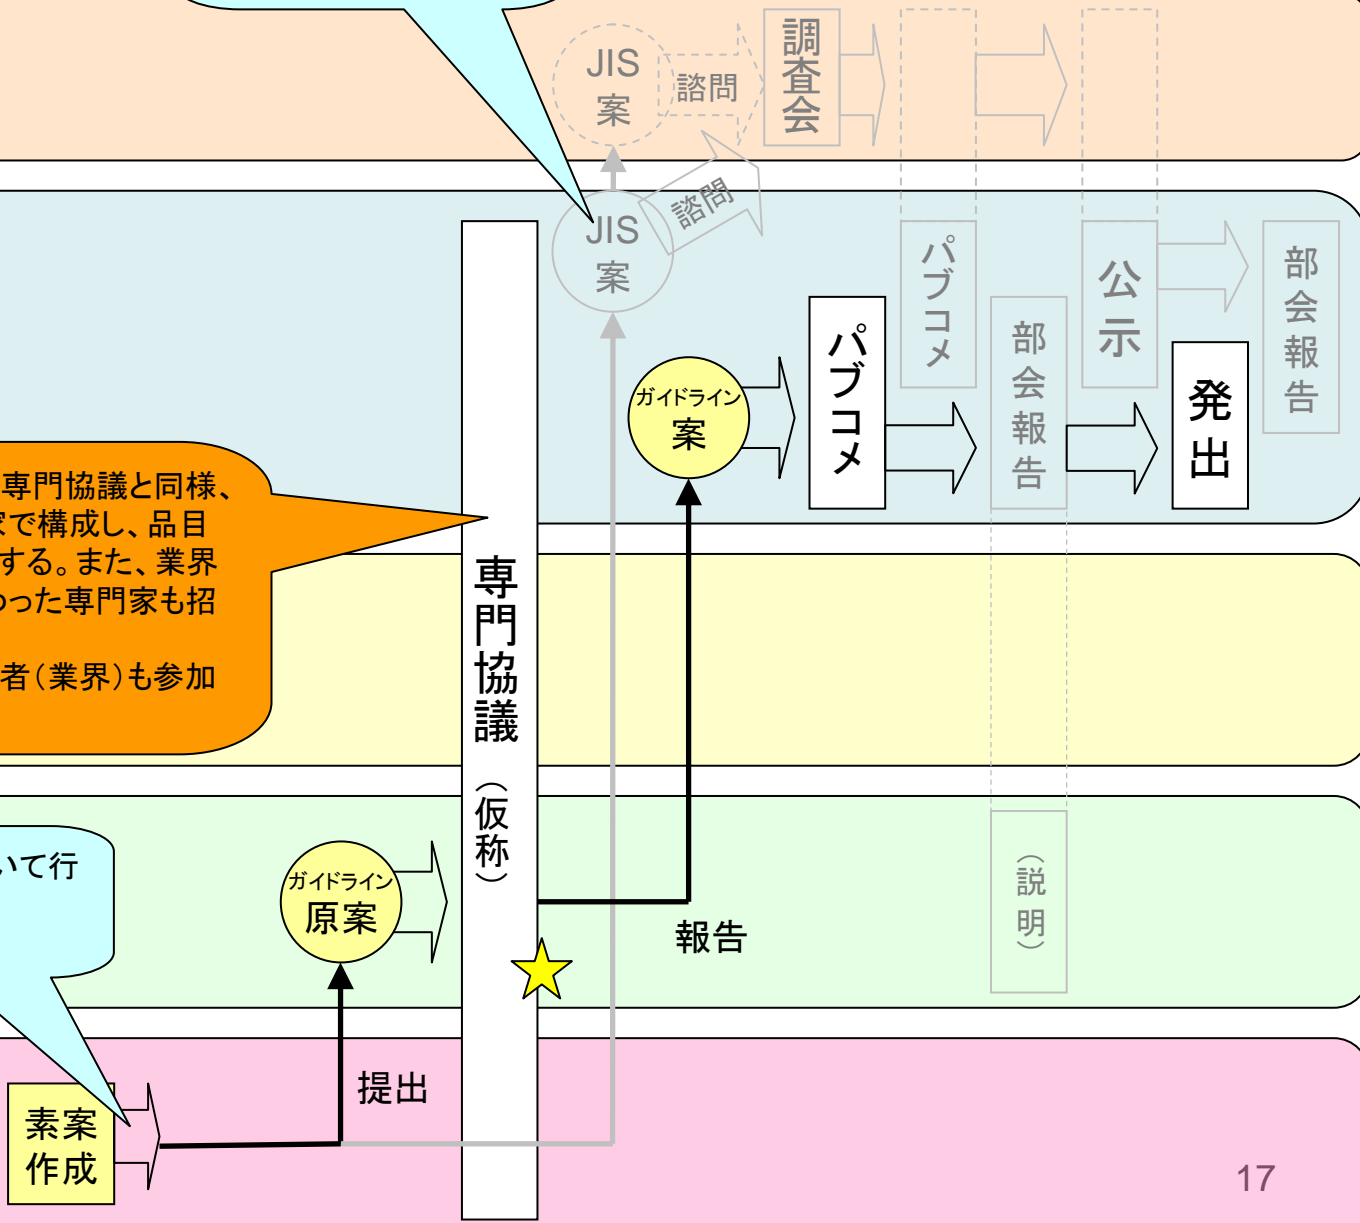 JIS
案
諮問
調査会
JIS
案
諮問
パブコメ
公示
部会報告
部会報告
パブコメ
発出
ガイドライン
案
専門協議と同様、
家で構成し、品目
する。また、業界
わった専門家も招
者（業界）も参加
専門協議（仮称）
いて行
ガイドライン
原案
報告
（説明）
提出
素案
作成
17